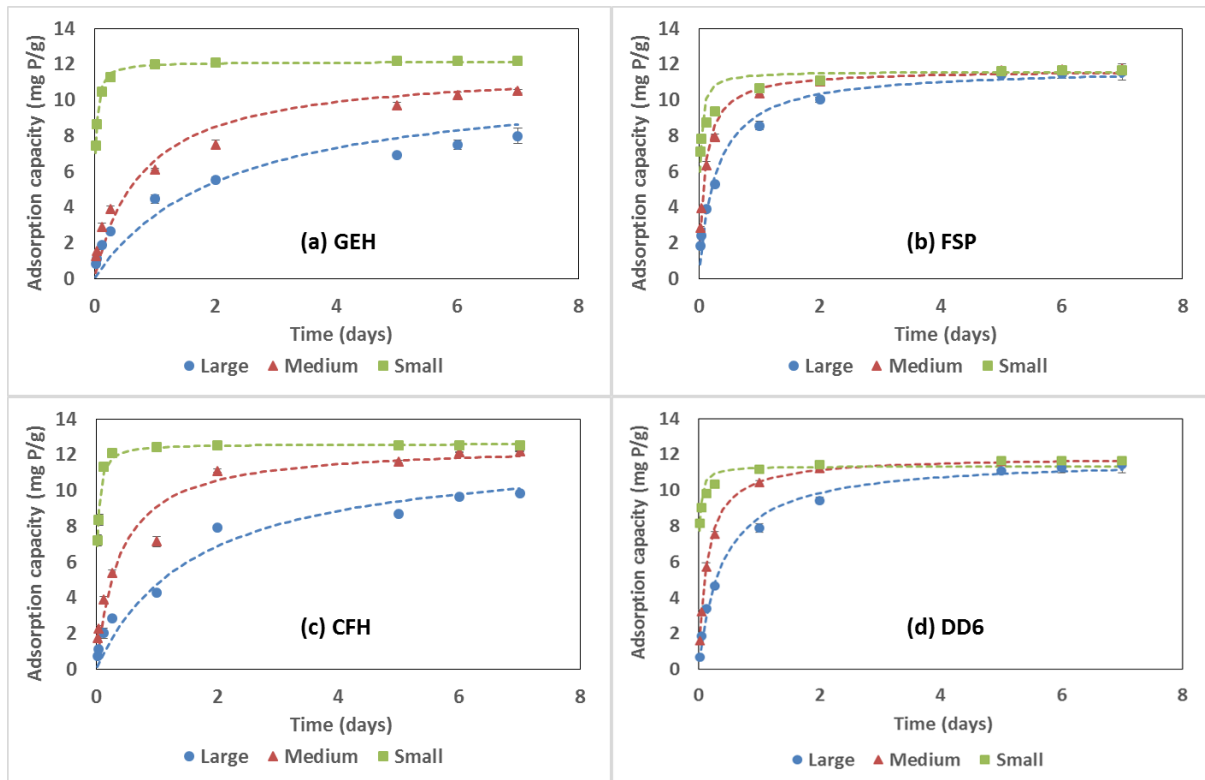 Adsorption capacity (mg P/g)
14
12
10
8
6
4
2
0
(a) GEH
0 2 4 6 8
Time (days)
Large Medium Small
Adsorption capacity (mg P/g)
14
12
10
8
6
4
2
0
(b) FSP
0 2 4 6 8
Time (days)
Large Medium Small
Adsorption capacity (mg P/g)
14
12
10
8
6
4
2
0
(c) CFH
0 2 4 6 8
Time (days)
Large Medium Small
Adsorption capacity (mg P/g)
14
12
10
8
6
4
2
0
(d) DD6
0 2 4 6 8
Time (days)
Large Medium Small